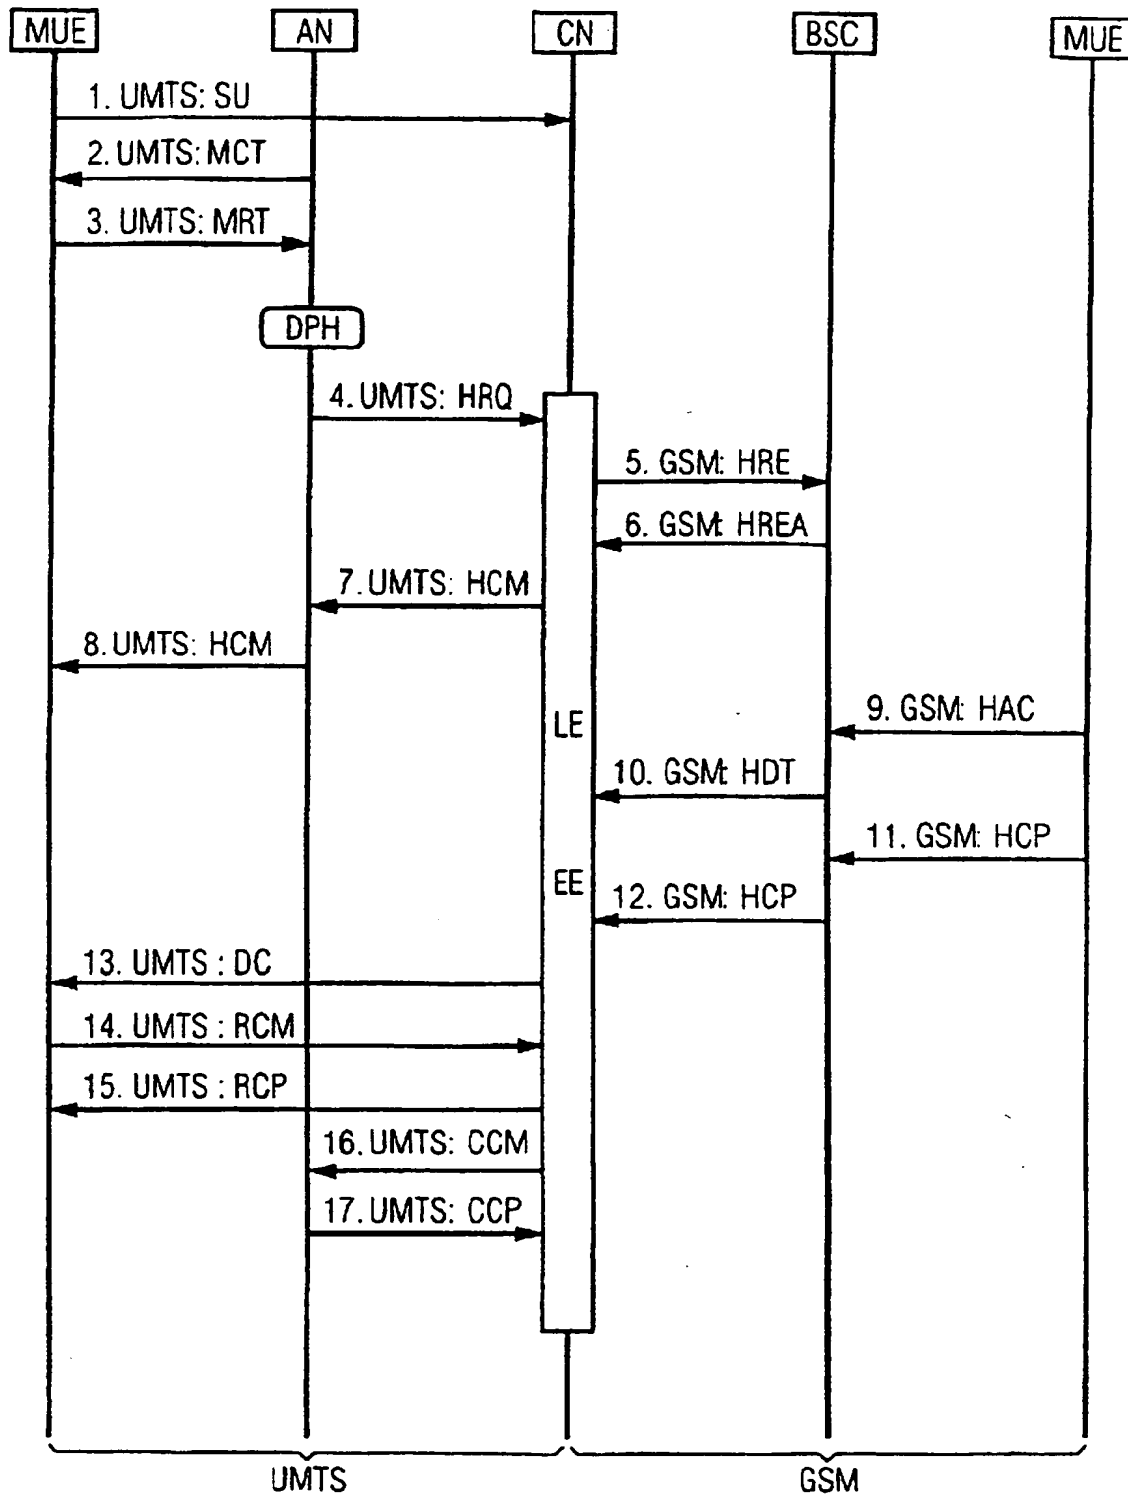 MUE AN CN BSC MUE
1. UMTS: SU
2. UMTS: MCT
3. UMTS: MRT
DPH
4. UMTS: HRQ
5. GSM: HRE
6. GSM: HREA
7. UMTS: HCM
8. UMTS: HCM
LE
9. GSM: HAC
10. GSM: HDT
11. GSM: HCP
EE
12. GSM: HCP
13. UMTS : DC
14. UMTS : RCM
15. UMTS : RCP
16. UMTS: CCM
17. UMTS: CCP
UMTS GSM